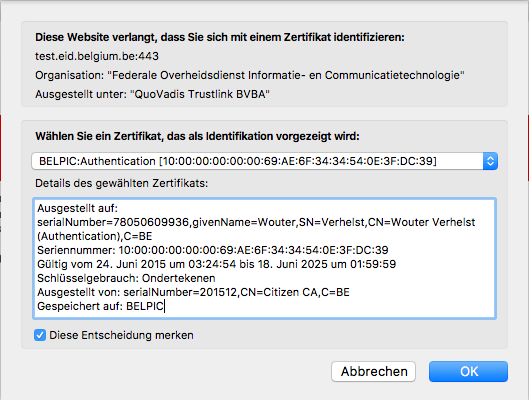 Diese Website verlangt, dass Sie sich mit einem Zertifikat identifizieren:
test.eid.belgium.be:443
Organisation: "Federale Overheidsdienst Informatie- en Communicatietechnologie"
Ausgestellt unter: "QuoVadis Trustlink BVBA"
Wählen Sie ein Zertifikat, das als Identifikation vorgezeigt wird:
BELPIC:Authentication [10:00:00:00:00:00:69:AE:6F:34:34:54:0E:3F:DC:39]
Details des gewählten Zertifikats:
Ausgestellt auf:
serialNumber=78050609936,givenName=Wouter,SN=Verhelst,CN=Wouter Verhelst
(Authentication),C=BE
Seriennummer: 10:00:00:00:00:00:69:AE:6F:34:34:54:0E:3F:DC:39
Gültig vom 24. Juni 2015 um 03:24:54 bis 18. Juni 2025 um 01:59:59
Schlüsselgebrauch: Ondertekenen
Ausgestellt von: serialNumber=201512,CN=Citizen CA,C=BE
Gespeichert auf: BELPIC
Diese Entscheidung merken
Abbrechen
OK